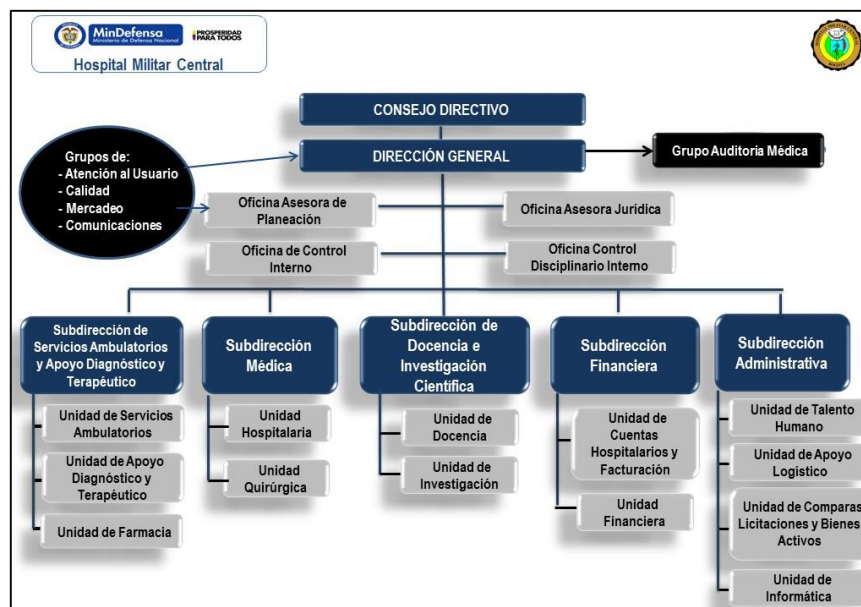 MinDefensa
Ministerio de Defensa Nacional
PROSPERIDAD
PARA TODOS
Hospital Militar Central
CONSEJO DIRECTIVO
DIRECCIÓN GENERAL
Grupo Auditoria Médica
Grupos de:
- Atención al Usuario
- Calidad
- Mercadeo
- Comunicaciones
Oficina Asesora de
Planeación
Oficina Asesora Jurídica
Oficina de Control
Interno
Oficina Control
Disciplinario Interno
Subdirección de
Servicios Ambulatorios
y Apoyo Diagnóstico y
Terapéutico
Subdirección
Médica
Subdirección de
Docencia e
Investigación
Científica
Subdirección
Financiera
Subdirección
Administrativa
Unidad de Servicios
Ambulatorios
Unidad de Apoyo
Diagnóstico y
Terapéutico
Unidad de Farmacia
Unidad
Hospitalaria
Unidad
Quirúrgica
Unidad de
Docencia
Unidad de
Investigación
Unidad de
Cuentas
Hospitalarios y
Facturación
Unidad
Financiera
Unidad de Talento
Humano
Unidad de Apoyo
Logístico
Unidad de Comparas
Licitaciones y Bienes
Activos
Unidad de
Informática